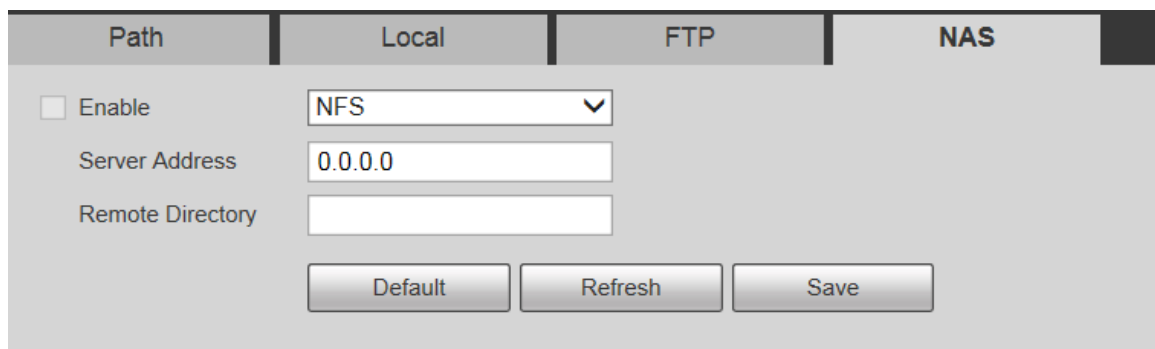 Path Local FTP NAS
Enable NFS
Server Address 0.0.0.0
Remote Directory
Default Refresh Save